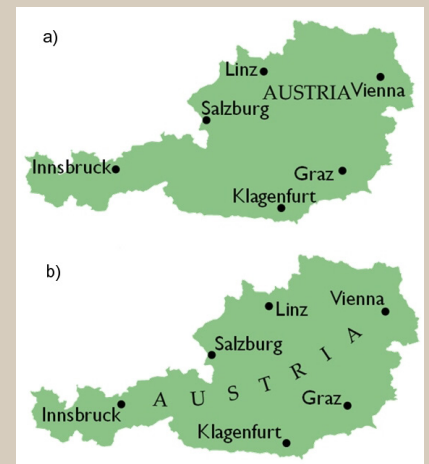 a)
Linz
AUSTRIA Vienna
Salzburg
Innsbruck
Graz
Klagenfurt
b)
Vienna
Linz
Salzburg
A U S T R I A
Innsbruck
Graz
Klagenfurt